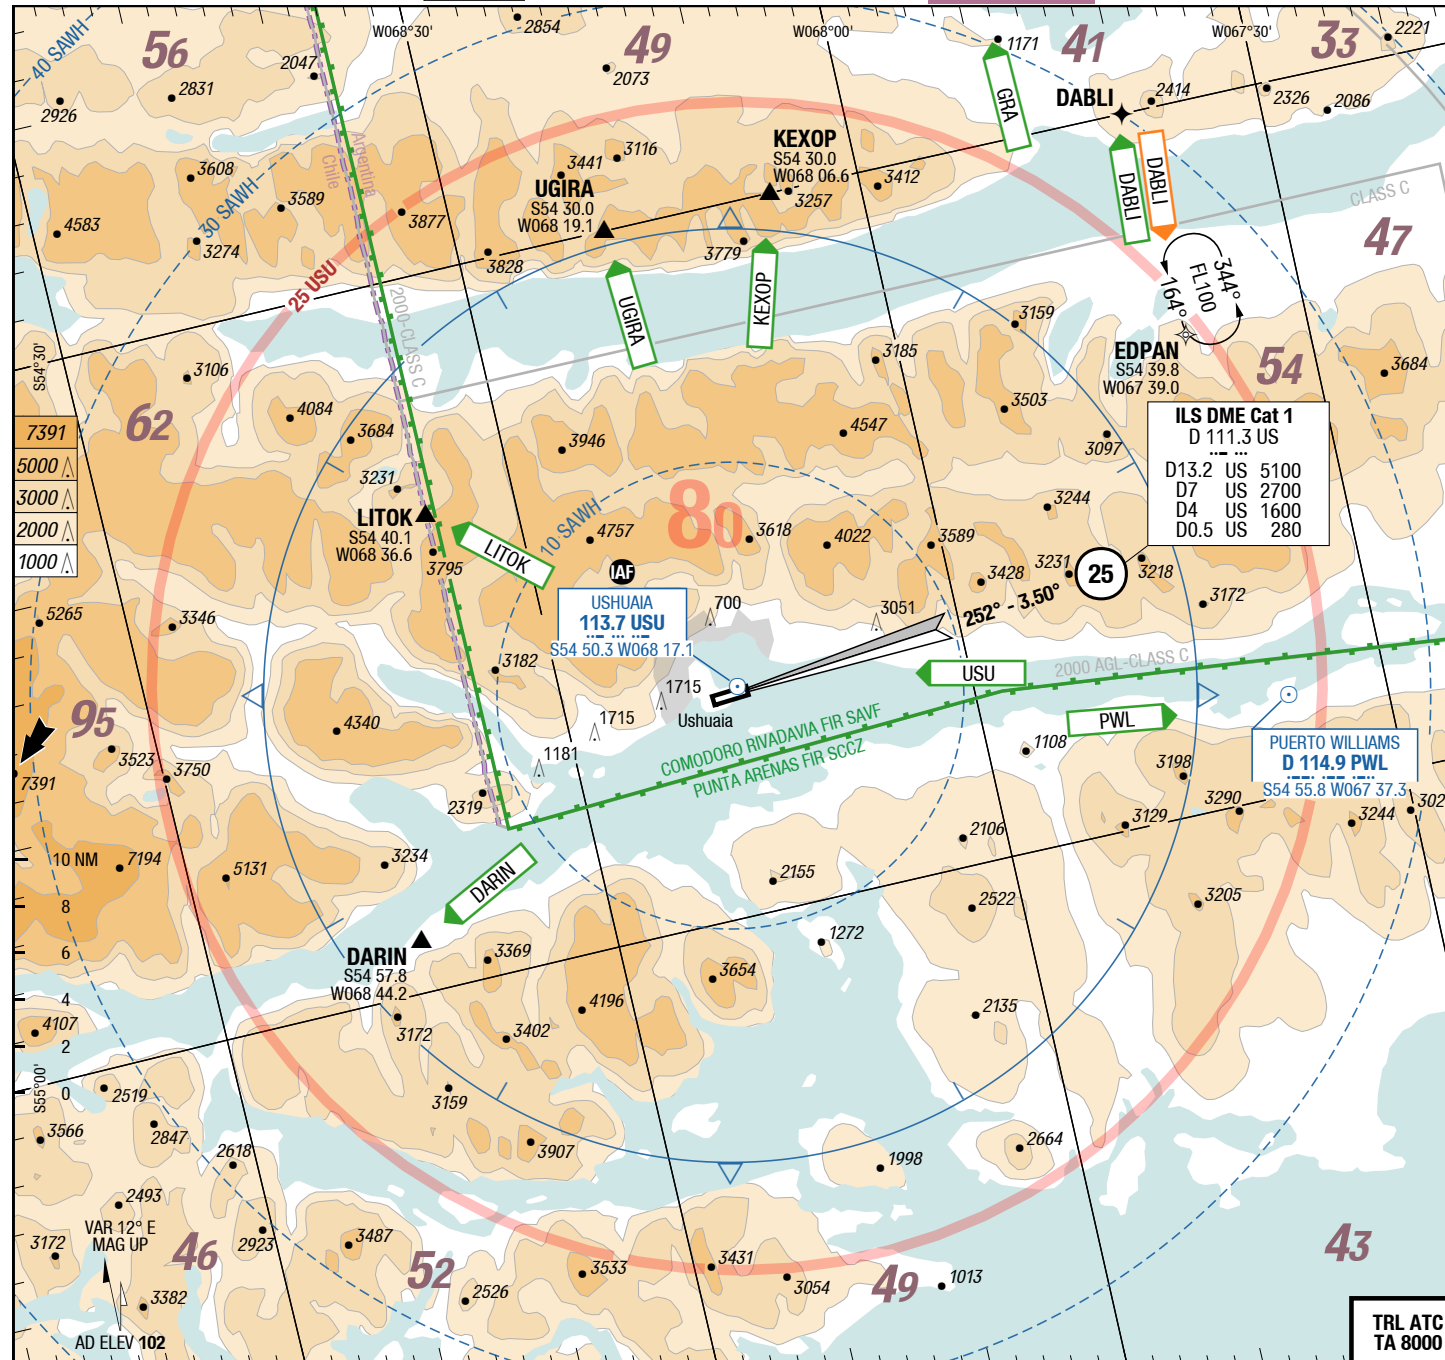 40 SAWH
56
2047
W068°30'
2854
49
2073
W068°00'
1171
41
W067°30'
33
2221
2831
2926
DABLI
2414
2326
2086
GRA
Argentina
Chile
3608
30 SAWH
3589
3877
3441
3116
KEXOP
S54 30.0
W068 06.6
3257
3412
UGIRA
S54 30.0
W068 19.1
DABLI
DABLI
CLASS C
47
4583
3274
3828
3779
25 USU
UGIRA
KEXOP
2000-CLASS C
164°
FL100
344°
3159
EDPAN
S54 39.8
W067 39.0
54
3684
S54°30'
3106
3185
62
4084
3684
3946
4547
3503
3097
ILS DME Cat 1
D 111.3 US
D13.2 US 5100
D7 US 2700
D4 US 1600
D0.5 US 280
7391
5000
3000
2000
1000
3231
LITOK
S54 40.1
W068 36.6
3795
LITOK
10 SAWH
4757
80
3618
4022
3589
3244
3231
25
3218
3428
252° - 3.50°
3172
IAF
USHUAIA
113.7 USU
S54 50.3 W068 17.1
700
3051
5265
3346
3182
USU
2000 AGL-CLASS C
1715
Ushuaia
1715
1181
95
4340
3523
3750
7391
COMODORO RIVADAVIA FIR SAVF
PUNTA ARENAS FIR SCCZ
PWL
1108
PUERTO WILLIAMS
D 114.9 PWL
S54 55.8 W067 37.3
3198
3290
3129
3244
302
2319
2106
10 NM
7194
5131
3234
DARIN
2155
2522
3205
8
6
4
2
0
DARIN
S54 57.8
W068 44.2
3369
1272
3654
4196
3172
3402
2135
4107
S55°00'
2519
3159
3566
2847
3907
2618
1998
2664
2493
VAR 12° E
MAG UP
3172
46
2923
3487
52
3533
3431
3054
49
1013
43
3382
2526
AD ELEV 102
TRL ATC
TA 8000